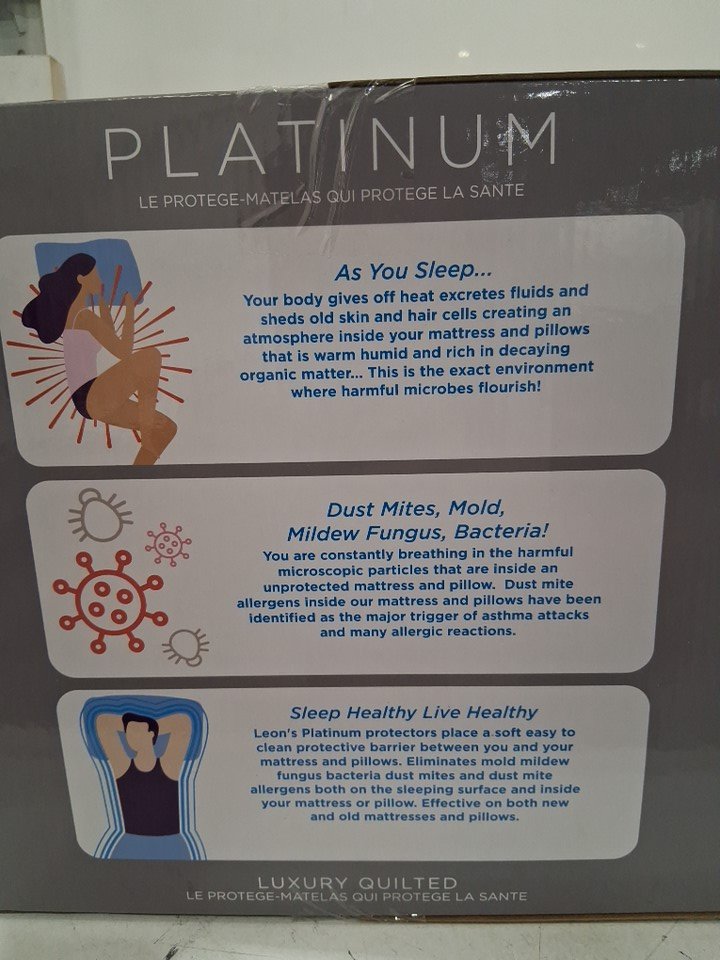 PLATINUM
LE PROTEGE-MATELAS QUI PROTEGE LA SANTE
As You Sleep...
Your body gives off heat excretes fluids and
sheds old skin and hair cells creating an
atmosphere inside your mattress and pillows
that is warm humid and rich in decaying
organic matter... This is the exact environment
where harmful microbes flourish!
Dust Mites, Mold,
Mildew Fungus, Bacteria!
You are constantly breathing in the harmful
microscopic particles that are inside an
unprotected mattress and pillow. Dust mite
allergens inside our mattress and pillows have been
identified as the major trigger of asthma attacks
and many allergic reactions.
Sleep Healthy Live Healthy
Leon's Platinum protectors place a soft easy to
clean protective barrier between you and your
mattress and pillows. Eliminates mold mildew
fungus bacteria dust mites and dust mite
allergens both on the sleeping surface and inside
your mattress or pillow. Effective on both new
and old mattresses and pillows.
LUXURY QUILTED
LE PROTEGE-MATELAS QUI PROTEGE LA SANTE